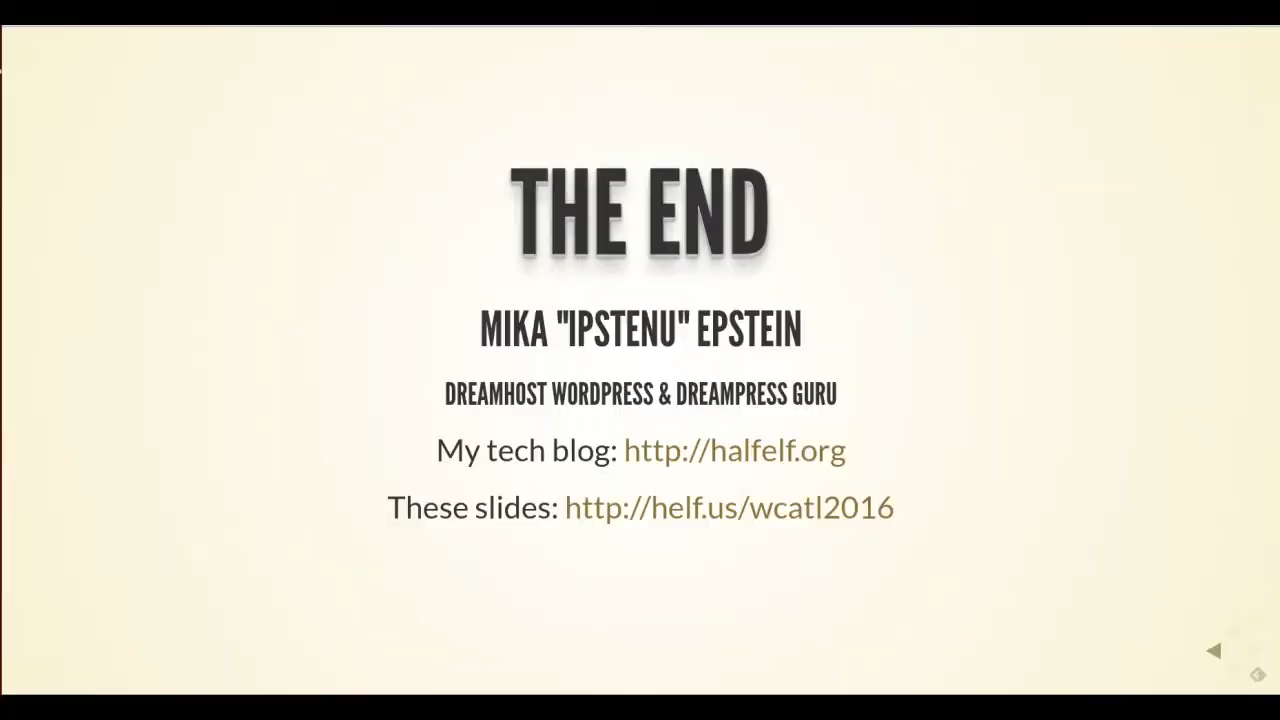 THE END
MIKA "IPSTENU" EPSTEIN
DREAMHOST WORDPRESS & DREAMPRESS GURU
My tech blog: http://halfelf.org
These slides: http://helf.us/wcatl2016